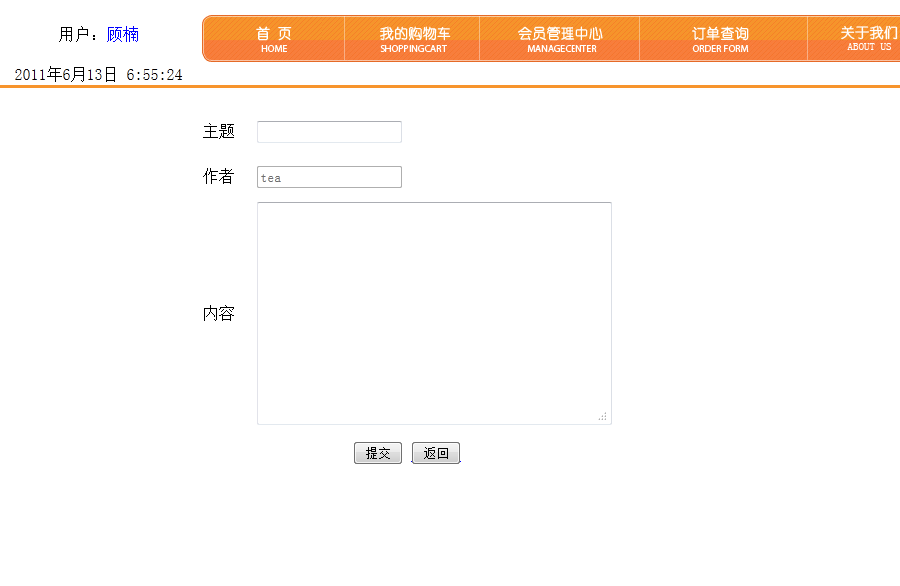 用户：顾楠
2011年6月13日 6:55:24
首 页
HOME
我的购物车
SHOPPINGCART
会员管理中心
MANAGECENTER
订单查询
ORDER FORM
关于我们
ABOUT US
主题
作者
tea
内容
提交
返回